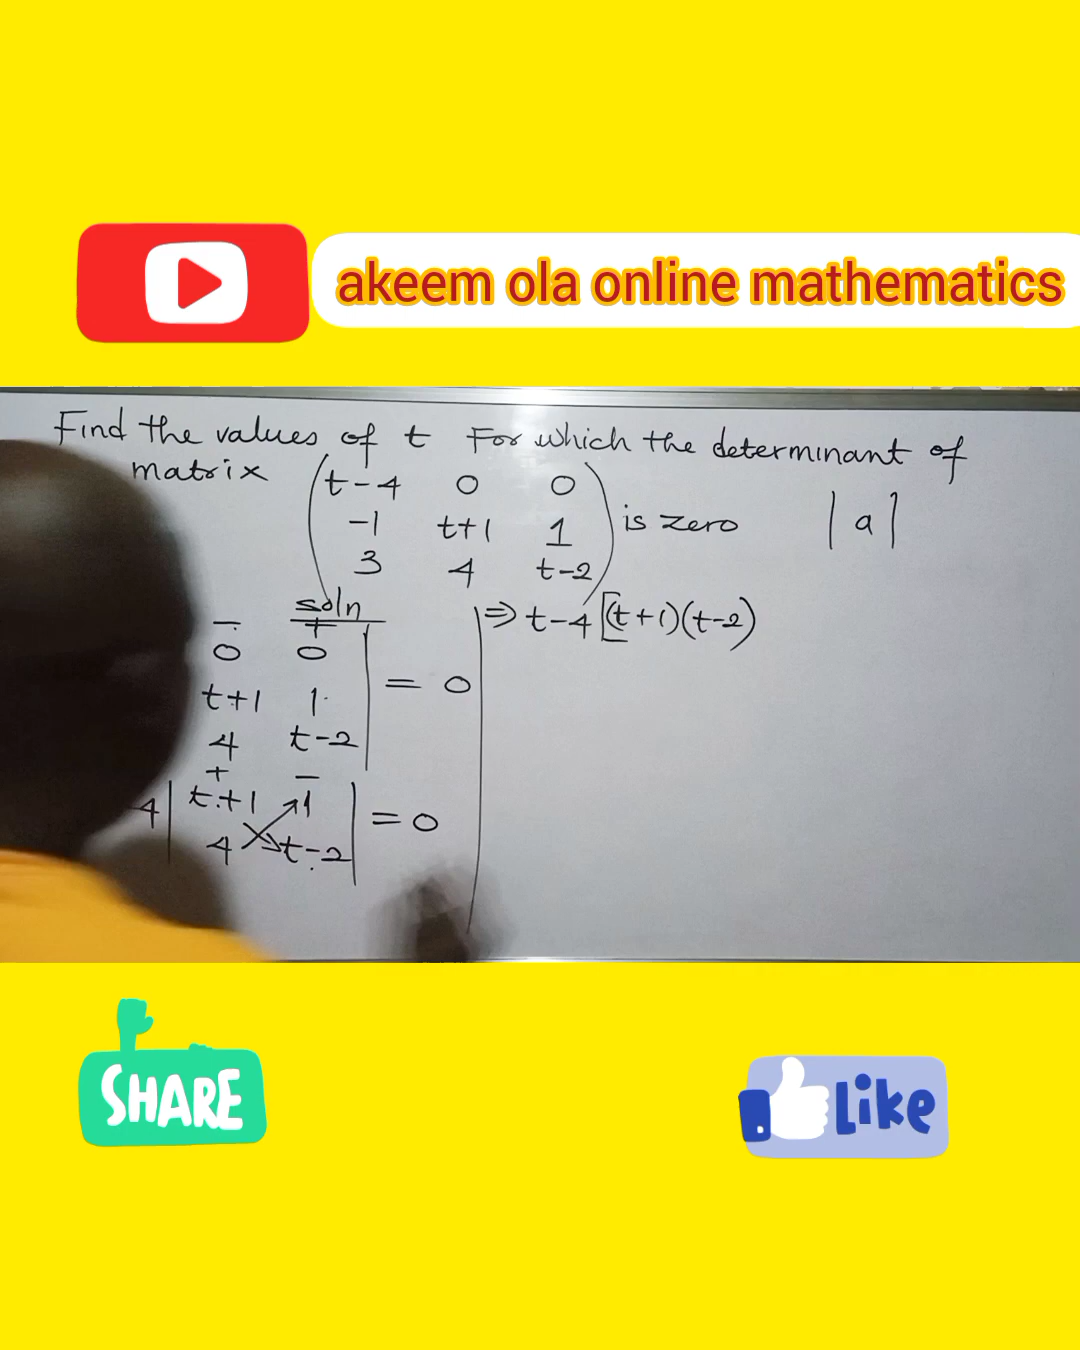 akeem ola online mathematics
Find the values of t For which the determinant of
matrix
t-4 0 0
-1 t+1 1
3 4 t-2
is zero
|a|
soln
- +
0 0
t+1 1
4 t-2
= 0
+ -
4 | t+1 1
4 t-2 | = 0
⇒ t-4[(t+1)(t-2)
SHARE
Like